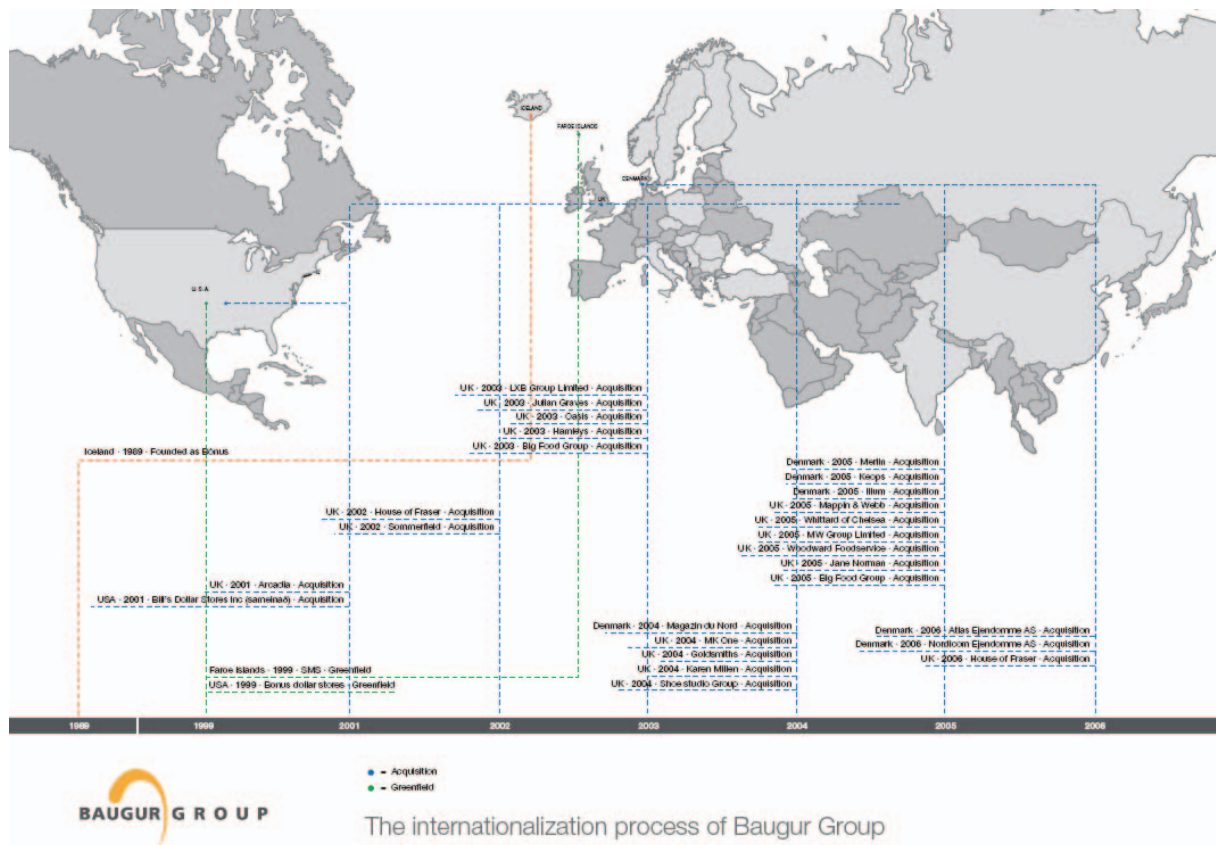 ICELAND
FAROE ISLANDS
DENMARK
UK
U.S.A
UK · 2003 · LXB Group Limited · Acquisition
UK · 2003 · Julian Graves · Acquisition
UK · 2003 · Oasis · Acquisition
UK · 2003 · Hamleys · Acquisition
UK · 2003 · Big Food Group · Acquisition
Iceland · 1989 · Founded as Bónus
Denmark · 2005 · Merlin · Acquisition
Denmark · 2005 · Keops · Acquisition
Denmark · 2005 · Illum · Acquisition
UK · 2005 · Mappin & Webb · Acquisition
UK · 2005 · Whittard of Chelsea · Acquisition
UK · 2005 · MW Group Limited · Acquisition
UK · 2005 · Woodward Foodservice · Acquisition
UK · 2005 · Jane Norman · Acquisition
UK · 2005 · Big Food Group · Acquisition
UK · 2002 · House of Fraser · Acquisition
UK · 2002 · Sommerfield · Acquisition
UK · 2001 · Arcadia · Acquisition
USA · 2001 · Bill's Dollar Stores Inc (sameinað) · Acquisition
Denmark · 2004 · Magazin du Nord · Acquisition
UK · 2004 · MK One · Acquisition
UK · 2004 · Goldsmiths · Acquisition
UK · 2004 · Karen Millen · Acquisition
UK · 2004 · Shoe studio Group · Acquisition
Denmark · 2006 · Atlas Ejendomme AS · Acquisition
Denmark · 2006 · Nordicom Ejendomme AS · Acquisition
UK · 2006 · House of Fraser · Acquisition
Faroe Islands · 1999 · SMS · Greenfield
USA · 1999 · Bonus dollar stores · Greenfield
1989 1999 2001 2002 2003 2004 2005 2006
– Acquisition
– Greenfield
BAUGUR GROUP
The internationalization process of Baugur Group